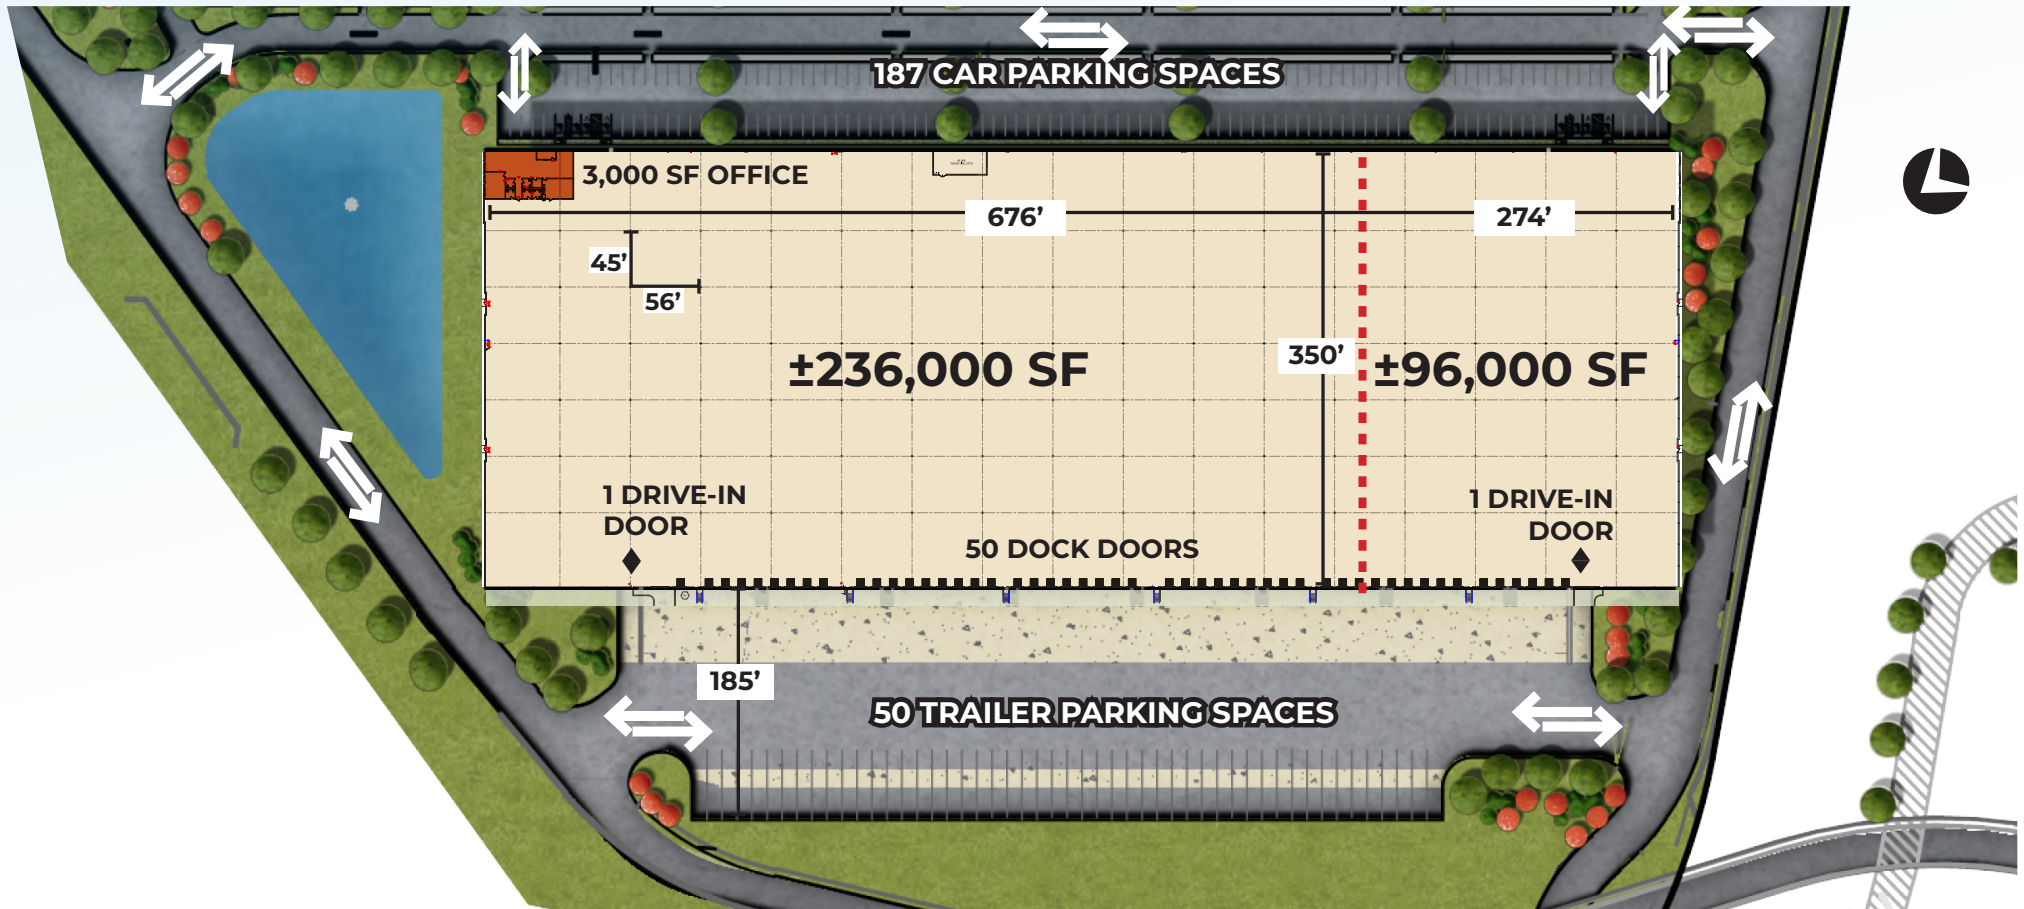 187 CAR PARKING SPACES
3,000 SF OFFICE
676’
274’
45’
56’
350’
±236,000 SF
±96,000 SF
1 DRIVE-IN
DOOR
1 DRIVE-IN
DOOR
50 DOCK DOORS
185’
50 TRAILER PARKING SPACES